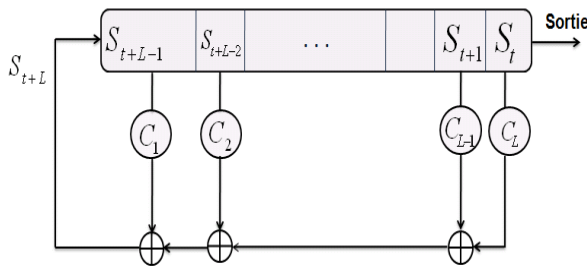 Sortie
S_{t+L-1} S_{t+L-2} ... S_{t+1} S_t
S_{t+L}
C_1 C_2 C_{L-1} C_L